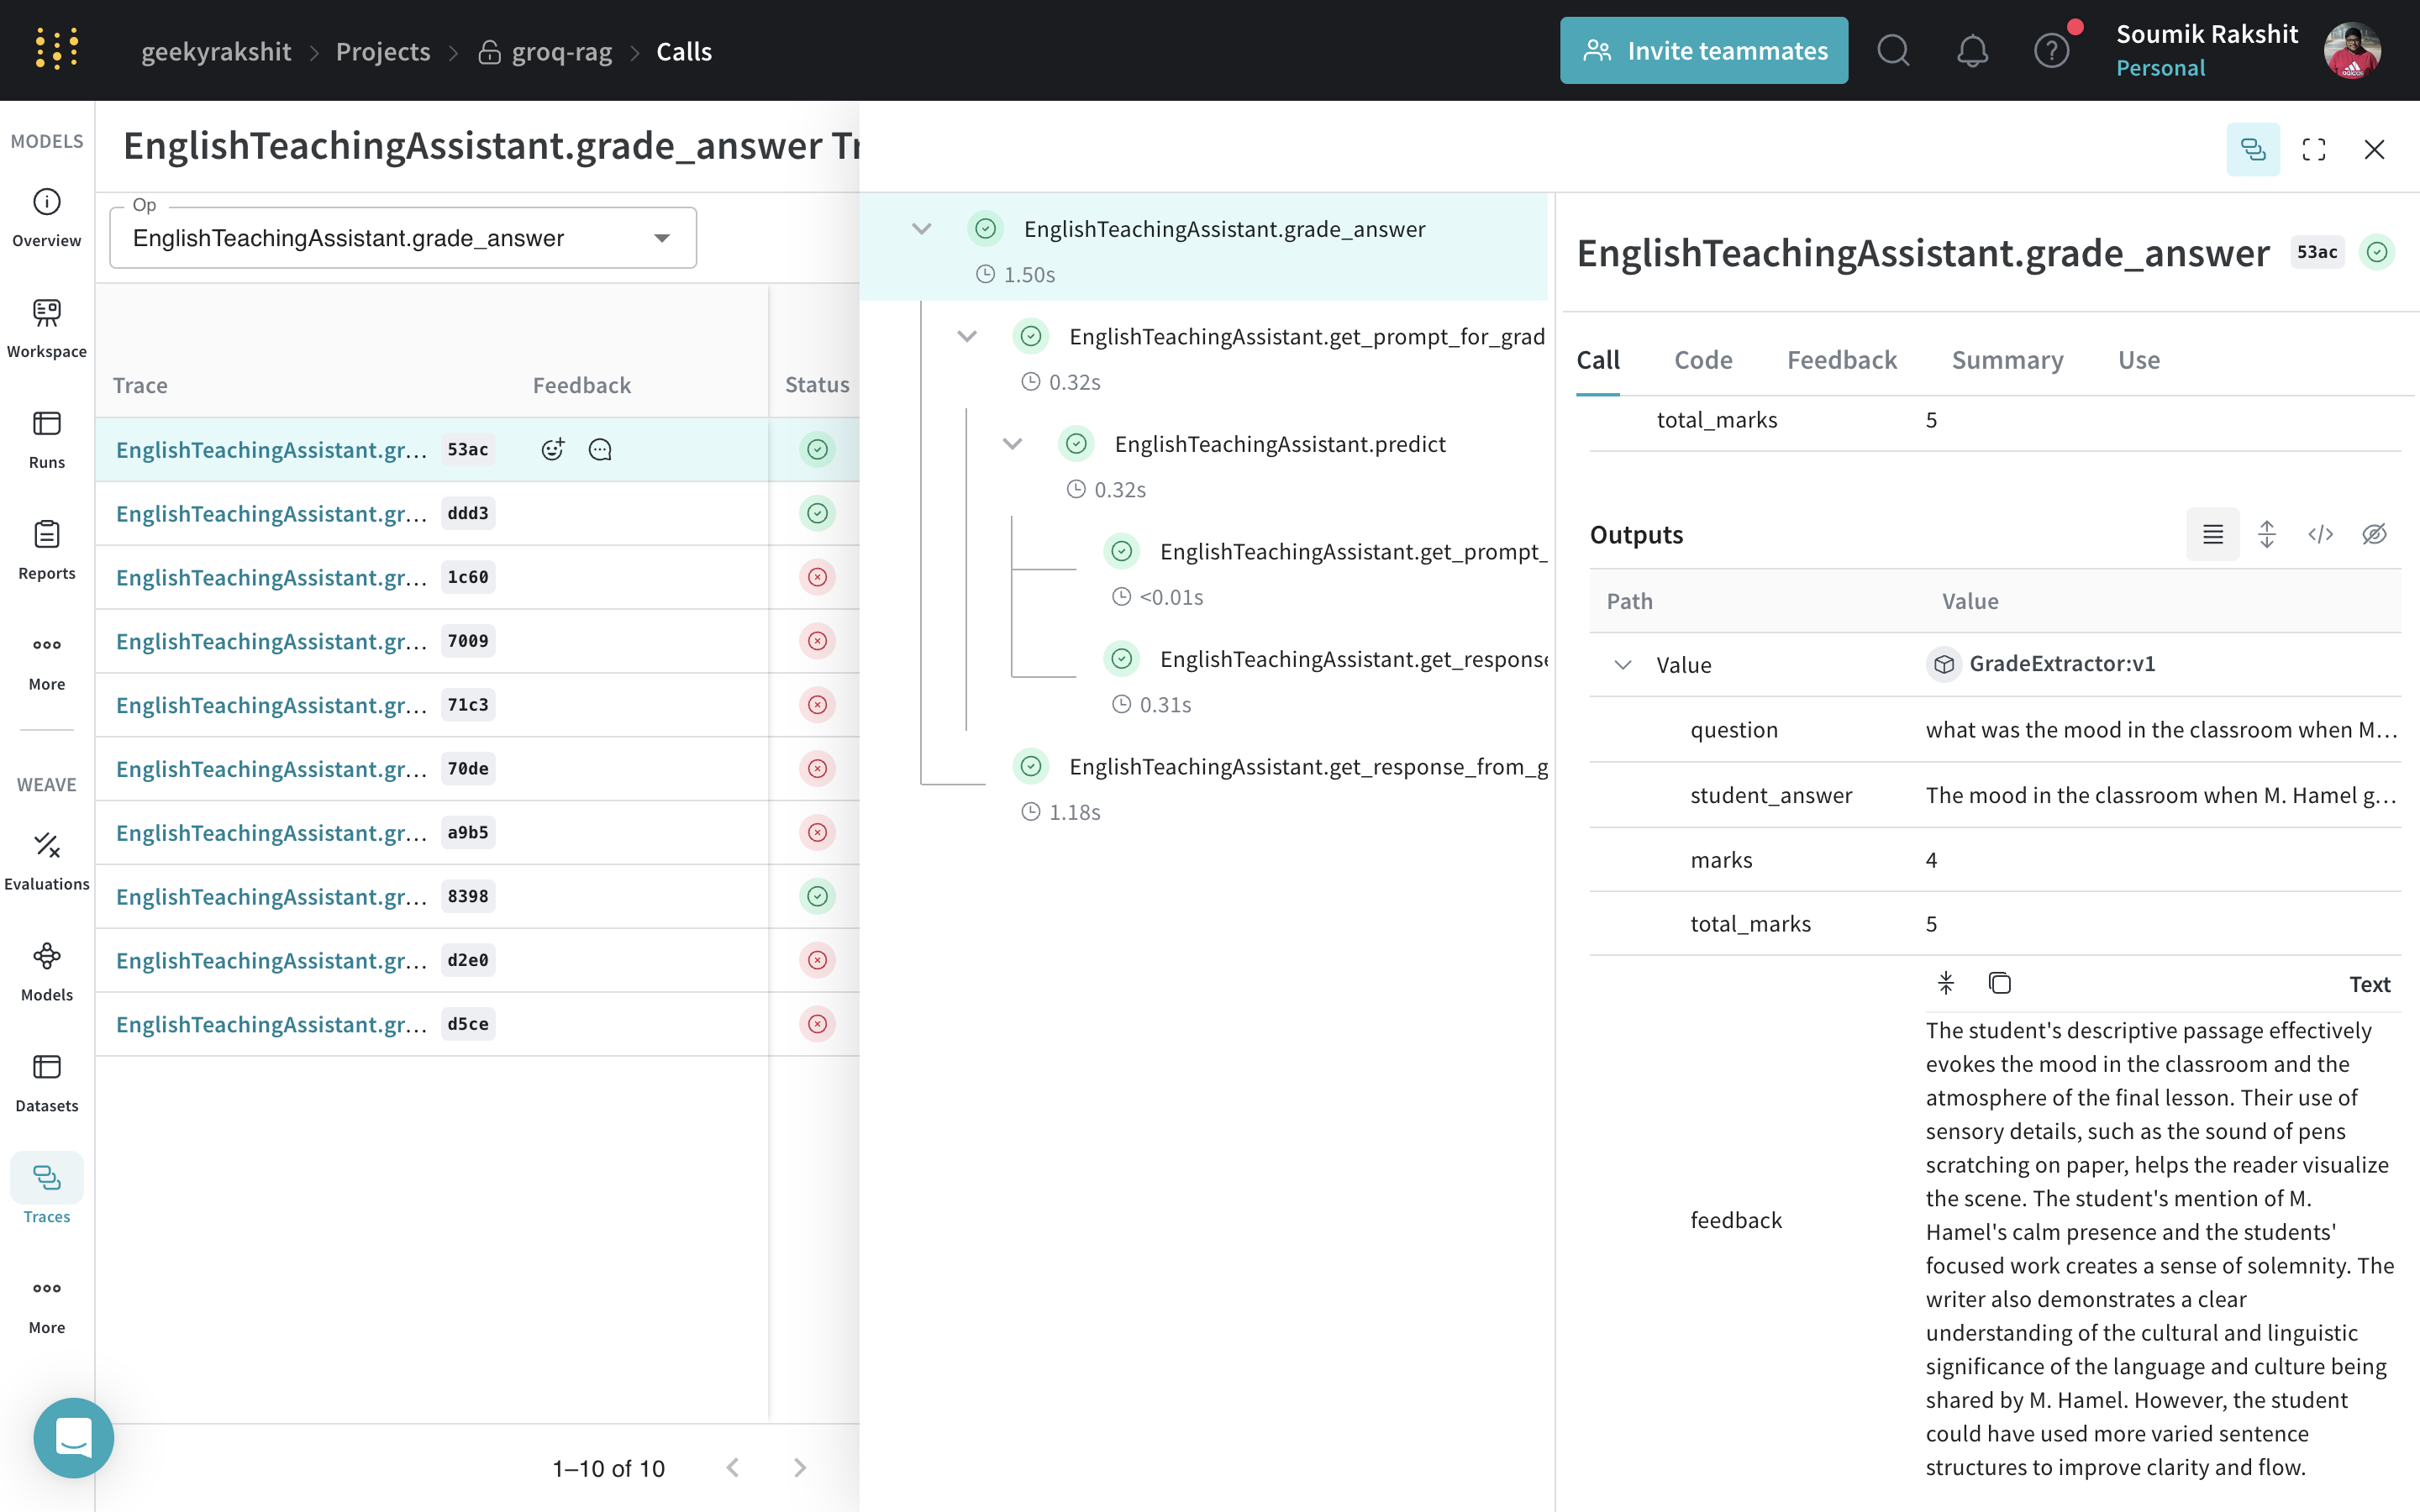 geekyrakshit > Projects > groq-rag > Calls
Invite teammates
Soumik Rakshit
Personal
MODELS
Overview
Workspace
Runs
Reports
More
WEAVE
Evaluations
Models
Datasets
Traces
More
EnglishTeachingAssistant.grade_answer Tr
Op
EnglishTeachingAssistant.grade_answer
Trace Feedback Status
EnglishTeachingAssistant.gr... 53ac
EnglishTeachingAssistant.gr... ddd3
EnglishTeachingAssistant.gr... 1c60
EnglishTeachingAssistant.gr... 7009
EnglishTeachingAssistant.gr... 71c3
EnglishTeachingAssistant.gr... 70de
EnglishTeachingAssistant.gr... a9b5
EnglishTeachingAssistant.gr... 8398
EnglishTeachingAssistant.gr... d2e0
EnglishTeachingAssistant.gr... d5ce
1–10 of 10
EnglishTeachingAssistant.grade_answer
1.50s
EnglishTeachingAssistant.get_prompt_for_grad
0.32s
EnglishTeachingAssistant.predict
0.32s
EnglishTeachingAssistant.get_prompt_
<0.01s
EnglishTeachingAssistant.get_response
0.31s
EnglishTeachingAssistant.get_response_from_g
1.18s
EnglishTeachingAssistant.grade_answer 53ac
Call Code Feedback Summary Use
total_marks 5
Outputs
Path Value
Value GradeExtractor:v1
question what was the mood in the classroom when M...
student_answer The mood in the classroom when M. Hamel g...
marks 4
total_marks 5
Text
feedback
The student's descriptive passage effectively
evokes the mood in the classroom and the
atmosphere of the final lesson. Their use of
sensory details, such as the sound of pens
scratching on paper, helps the reader visualize
the scene. The student's mention of M.
Hamel's calm presence and the students'
focused work creates a sense of solemnity. The
writer also demonstrates a clear
understanding of the cultural and linguistic
significance of the language and culture being
shared by M. Hamel. However, the student
could have used more varied sentence
structures to improve clarity and flow.